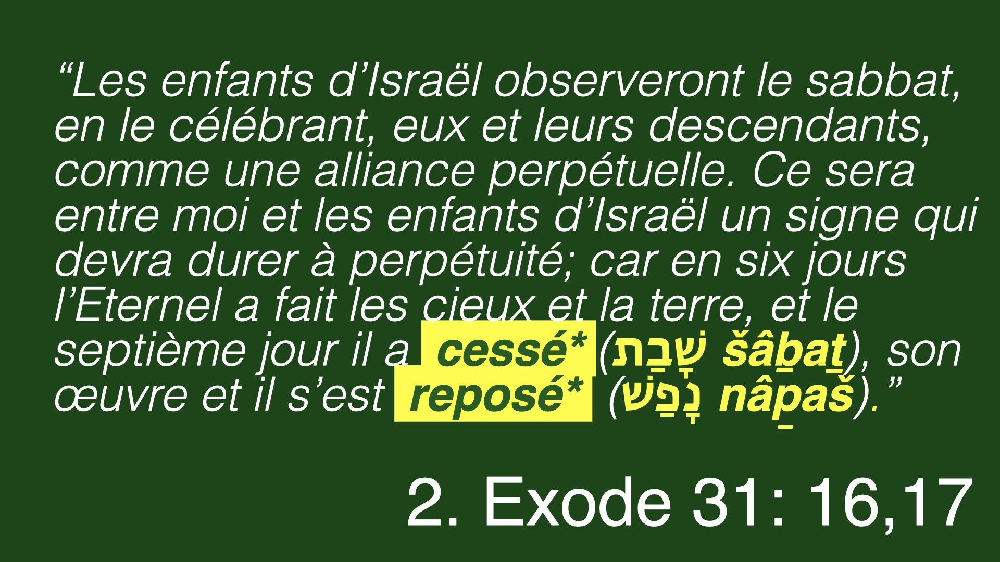 “Les enfants d’Israël observeront le sabbat,
en le célébrant, eux et leurs descendants,
comme une alliance perpétuelle. Ce sera
entre moi et les enfants d’Israël un signe qui
devra durer à perpétuité; car en six jours
l’Eternel a fait les cieux et la terre, et le
septième jour il a cessé* (שָׁבַת šâḇaṯ), son
œuvre et il s’est reposé* (נָפַשׁ nâp̱aš).”
2. Exode 31: 16,17